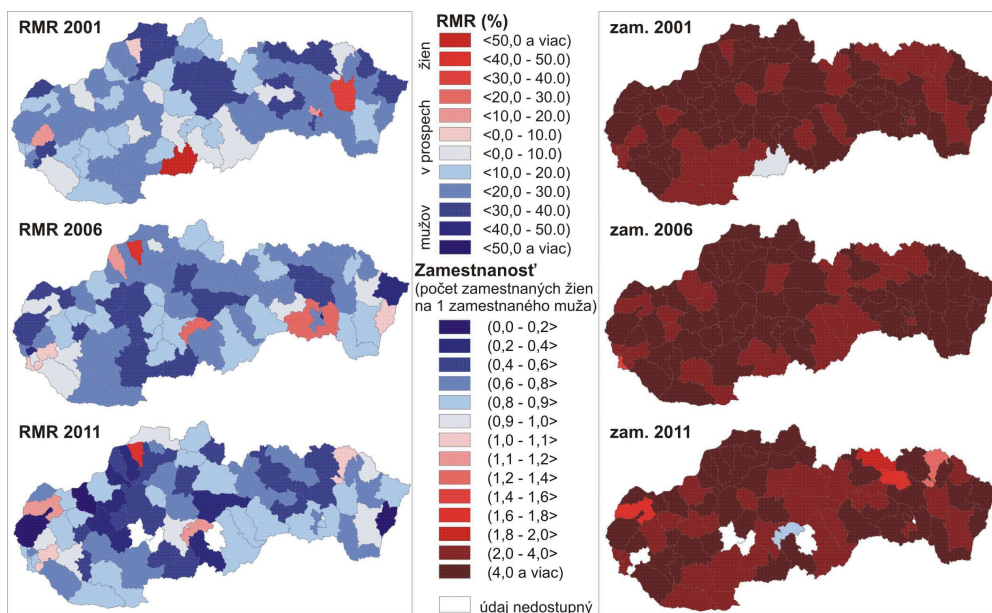 RMR 2001
RMR 2006
RMR 2011
RMR (%)
žien
v prospech
mužov
<50,0 a viac)
<40,0 - 50.0)
<30,0 - 40.0)
<20,0 - 30.0)
<10,0 - 20.0)
<0,0 - 10.0)
<0,0 - 10.0)
<10,0 - 20.0)
<20,0 - 30.0)
<30,0 - 40.0)
<40,0 - 50.0)
<50,0 a viac)
Zamestnanosť
(počet zamestnaných žien
na 1 zamestnaného muža)
(0,0 - 0,2>
(0,2 - 0,4>
(0,4 - 0,6>
(0,6 - 0,8>
(0,8 - 0,9>
(0,9 - 1,0>
(1,0 - 1,1>
(1,1 - 1,2>
(1,2 - 1,4>
(1,4 - 1,6>
(1,6 - 1,8>
(1,8 - 2,0>
(2,0 - 4,0>
(4,0 a viac)
údaj nedostupný
zam. 2001
zam. 2006
zam. 2011